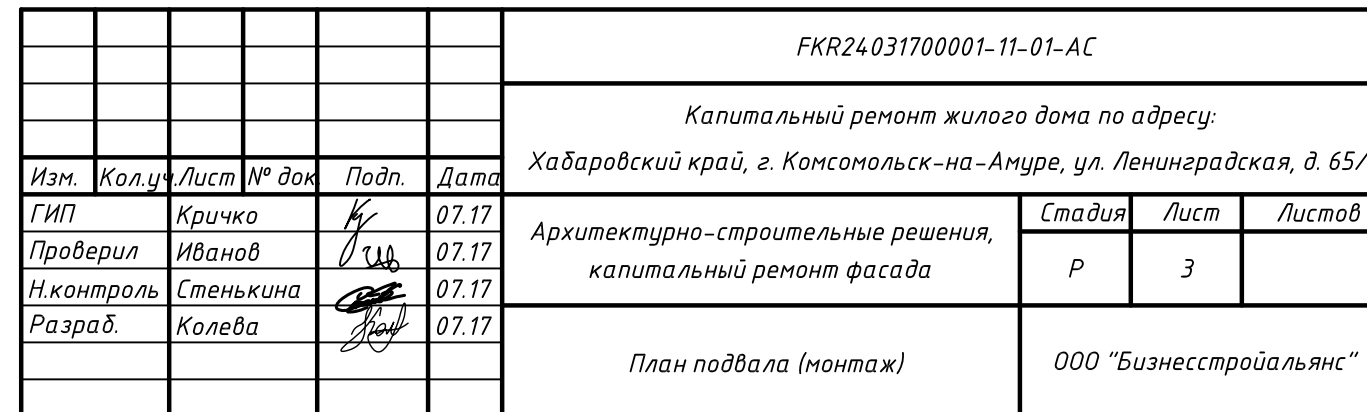 FKR24031700001-11-01-АС
Капитальный ремонт жилого дома по адресу:
Хабаровский край, г. Комсомольск-на-Амуре, ул. Ленинградская, д. 65/
Изм. Кол.уч. Лист № док. Подп. Дата
ГИП Кричко 07.17
Проверил Иванов 07.17
Н.контроль Стенькина 07.17
Разраб. Колева 07.17
Архитектурно-строительные решения,
капитальный ремонт фасада
Стадия Лист Листов
Р 3
План подвала (монтаж)
ООО "Бизнесстройальянс"